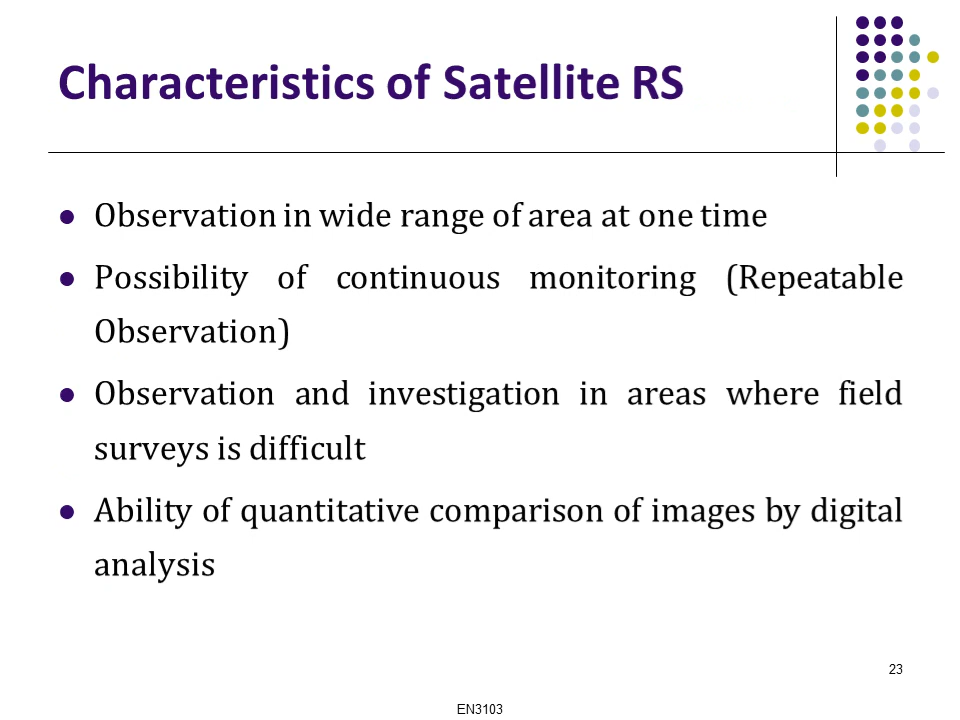 Characteristics of Satellite RS
● Observation in wide range of area at one time
● Possibility of continuous monitoring (Repeatable
Observation)
● Observation and investigation in areas where field
surveys is difficult
● Ability of quantitative comparison of images by digital
analysis
23
EN3103